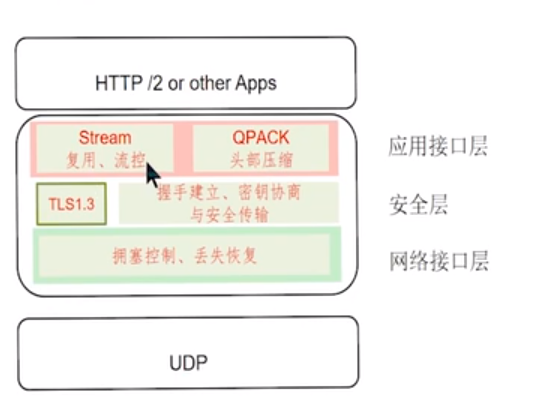 HTTP /2 or other Apps
Stream
复用、流控
QPACK
头部压缩
应用接口层
TLS1.3
握手建立、密钥协商
与安全传输
安全层
拥塞控制、丢失恢复
网络接口层
UDP